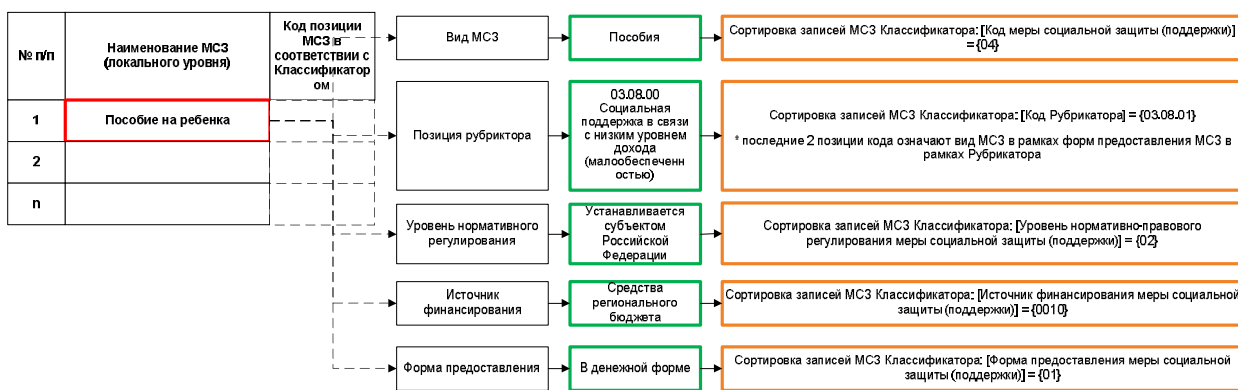 № п/п
Наименование МСЗ
(локального уровня)
Код позиции
МСЗ в
соответствии с
Классификатор
ом
1
Пособие на ребенка
2
n
Вид МСЗ
Пособия
Сортировка записей МСЗ Классификатора: [Код меры социальной защиты (поддержки)]
={04}
Позиция рубриктора
03.08.00
Социальная
поддержка в связи
с низким уровнем
дохода
(малообеспеченн
остью)
Сортировка записей МСЗ Классификатора: [Код Рубрикатора] = {03.08.01}
* последние 2 позиции кода означают вид МСЗ в рамках форм предоставления МСЗ в
рамках Рубрикатора
Уровень нормативного
регулирования
Устанавливается
субъектом
Российской
Федерации
Сортировка записей МСЗ Классификатора: [Уровень нормативно-правового
регулирования меры социальной защиты (поддержки)] = {02}
Источник
финансирования
Средства
регионального
бюджета
Сортировка записей МСЗ Классификатора: [Источник финансирования меры социальной
защиты (поддержки)] ={0010}
Форма предоставления
В денежной форме
Сортировка записей МСЗ Классификатора: [Форма предоставления меры социальной
защиты (поддержки)] = {01}